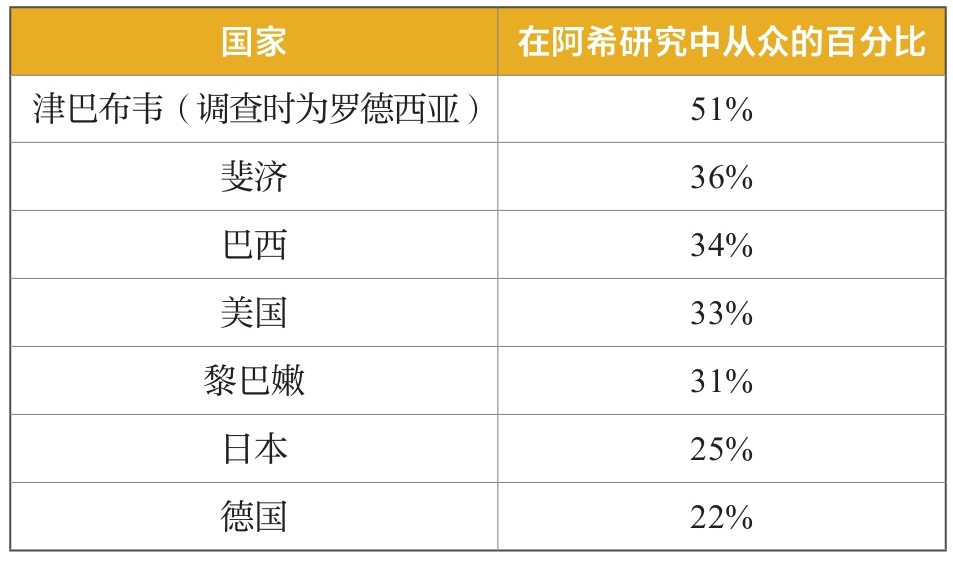 国家 在阿希研究中从众的百分比
津巴布韦（调查时为罗德西亚） 51%
斐济 36%
巴西 34%
美国 33%
黎巴嫩 31%
日本 25%
德国 22%